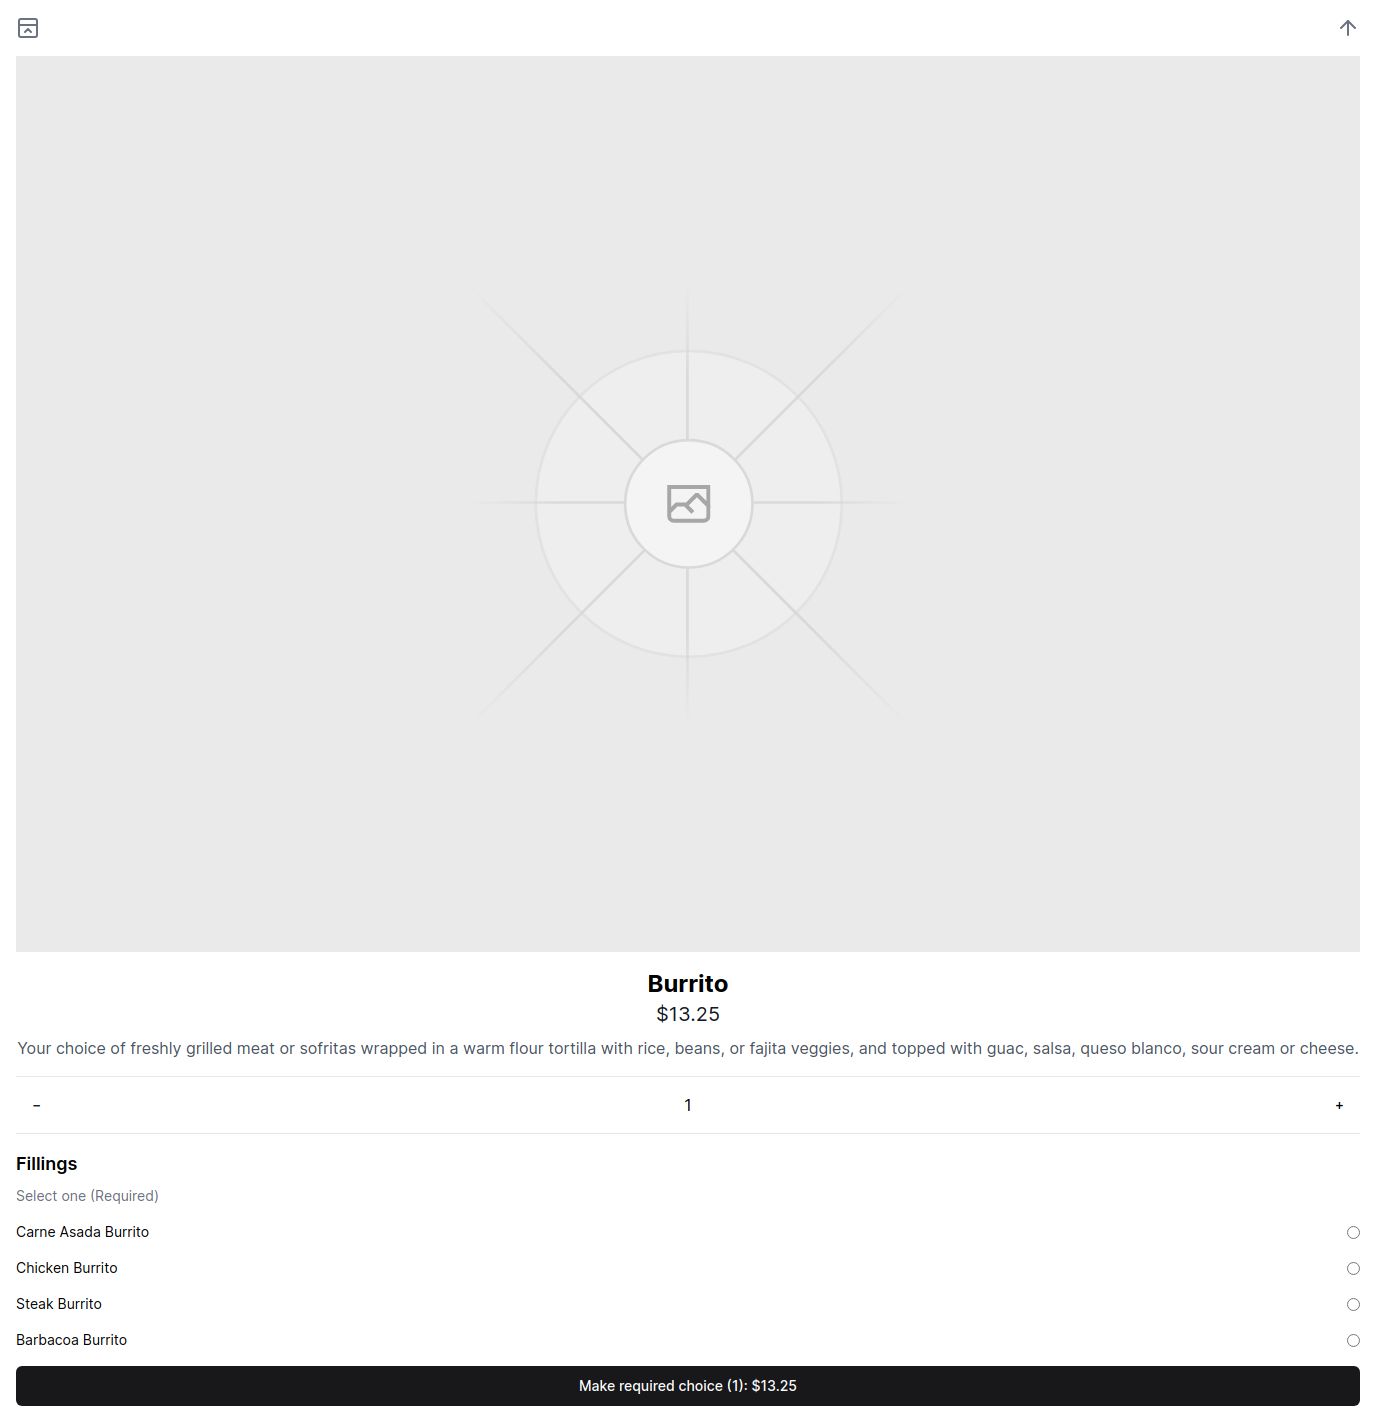 Burrito
$13.25
Your choice of freshly grilled meat or sofritas wrapped in a warm flour tortilla with rice, beans, or fajita veggies, and topped with guac, salsa, queso blanco, sour cream or cheese.
− 1 +
Fillings
Select one (Required)
Carne Asada Burrito
Chicken Burrito
Steak Burrito
Barbacoa Burrito
Make required choice (1): $13.25